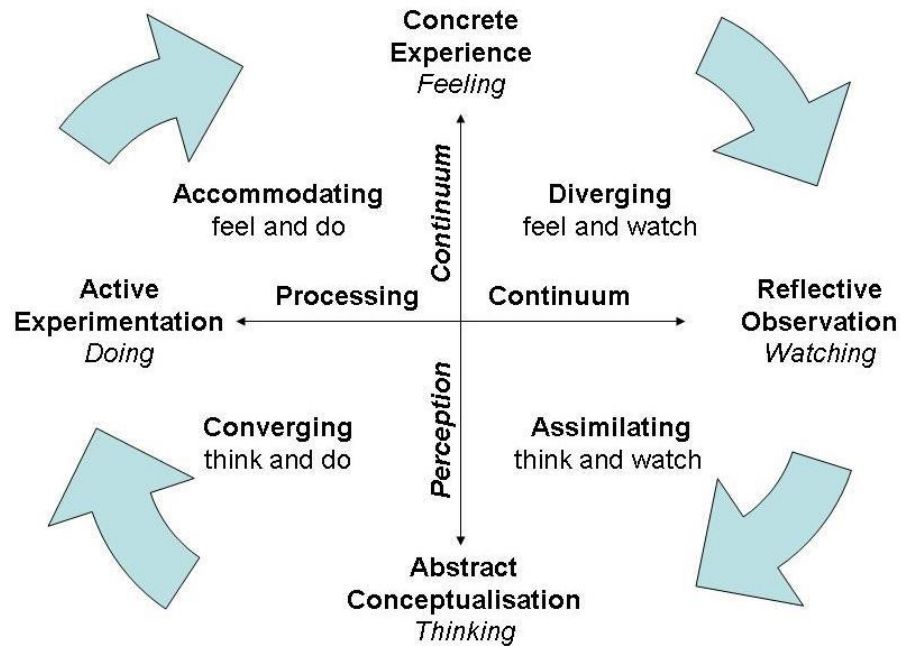 Concrete
Experience
Feeling
Accommodating
feel and do
Continuum
Diverging
feel and watch
Active
Experimentation
Doing
Processing
Continuum
Reflective
Observation
Watching
Converging
think and do
Perception
Assimilating
think and watch
Abstract
Conceptualisation
Thinking